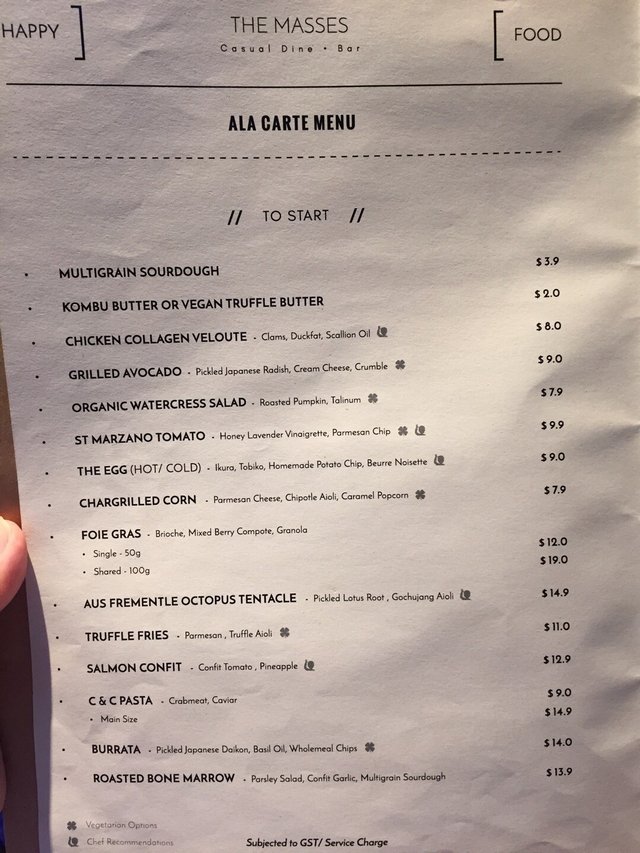 HAPPY ] THE MASSES [ FOOD
Casual Dine • Bar
ALA CARTE MENU
// TO START //
• MULTIGRAIN SOURDOUGH $3.9
• KOMBU BUTTER OR VEGAN TRUFFLE BUTTER $2.0
• CHICKEN COLLAGEN VELOUTE - Clams, Duckfat, Scallion Oil $8.0
• GRILLED AVOCADO - Pickled Japanese Radish, Cream Cheese, Crumble $9.0
• ORGANIC WATERCRESS SALAD - Roasted Pumpkin, Talinum $7.9
• ST MARZANO TOMATO - Honey Lavender Vinaigrette, Parmesan Chip $9.9
• THE EGG (HOT/ COLD) - Ikura, Tobiko, Homemade Potato Chip, Beurre Noisette $9.0
• CHARGRILLED CORN - Parmesan Cheese, Chipotle Aioli, Caramel Popcorn $7.9
• FOIE GRAS - Brioche, Mixed Berry Compote, Granola
• Single - 50g $12.0
• Shared - 100g $19.0
• AUS FREMENTLE OCTOPUS TENTACLE - Pickled Lotus Root , Gochujang Aioli $14.9
• TRUFFLE FRIES - Parmesan , Truffle Aioli $11.0
• SALMON CONFIT - Confit Tomato , Pineapple $12.9
• C & C PASTA - Crabmeat, Caviar $9.0
• Main Size $14.9
• BURRATA - Pickled Japanese Daikon, Basil Oil, Wholemeal Chips $14.0
• ROASTED BONE MARROW - Parsley Salad, Confit Garlic, Multigrain Sourdough $13.9
Vegetarian Options
Chef Recommendations Subjected to GST/ Service Charge